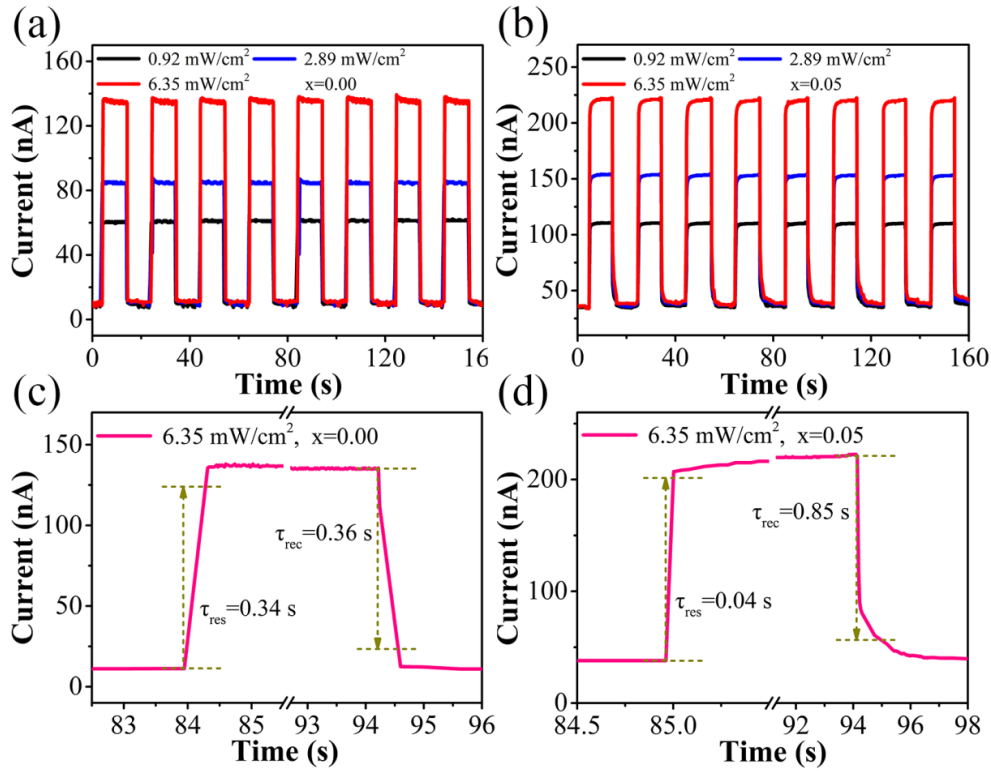 (a)
0.92 mW/cm² 2.89 mW/cm²
6.35 mW/cm² x=0.00
160
120
80
40
0
Current (nA)
0 40 80 120 16
Time (s)
(b)
0.92 mW/cm² 2.89 mW/cm²
6.35 mW/cm² x=0.05
250
200
150
100
50
Current (nA)
0 40 80 120 160
Time (s)
(c)
6.35 mW/cm², x=0.00
150
100
50
0
Current (nA)
τrec=0.36 s
τres=0.34 s
83 84 85 93 94 95 96
Time (s)
(d)
6.35 mW/cm², x=0.05
200
100
0
Current (nA)
τrec=0.85 s
τres=0.04 s
84.5 85.0 92 94 96 98
Time (s)